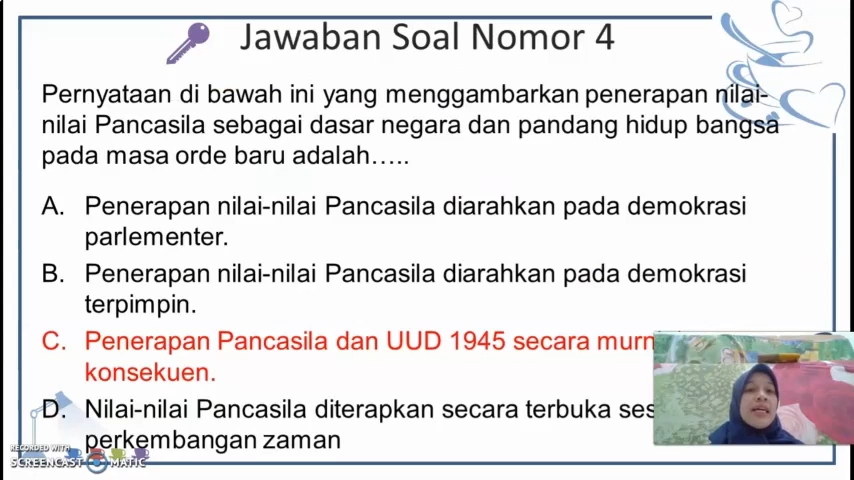 Jawaban Soal Nomor 4
Pernyataan di bawah ini yang menggambarkan penerapan nilai-
nilai Pancasila sebagai dasar negara dan pandang hidup bangsa
pada masa orde baru adalah…..
A. Penerapan nilai-nilai Pancasila diarahkan pada demokrasi
parlementer.
B. Penerapan nilai-nilai Pancasila diarahkan pada demokrasi
terpimpin.
C. Penerapan Pancasila dan UUD 1945 secara
konsekuen.
D. Nilai-nilai Pancasila diterapkan secara terbuka
perkembangan zaman
RECORDED WITH
SCREENCAST MATIC